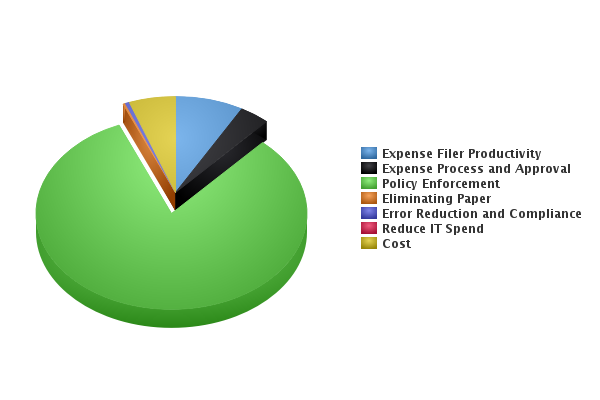 Expense Filer Productivity
Expense Process and Approval
Policy Enforcement
Eliminating Paper
Error Reduction and Compliance
Reduce IT Spend
Cost